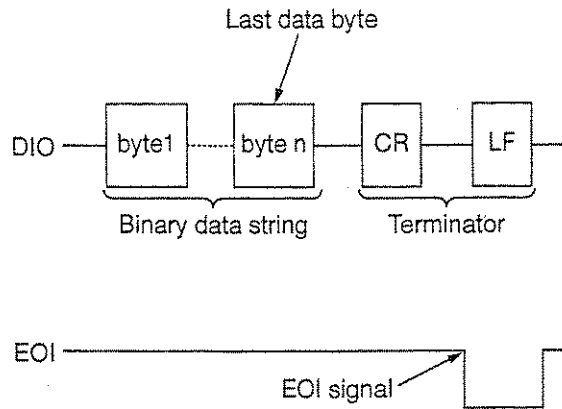 Last data byte
DIO byte1 byte n CR LF
Binary data string Terminator
EOI
EOI signal